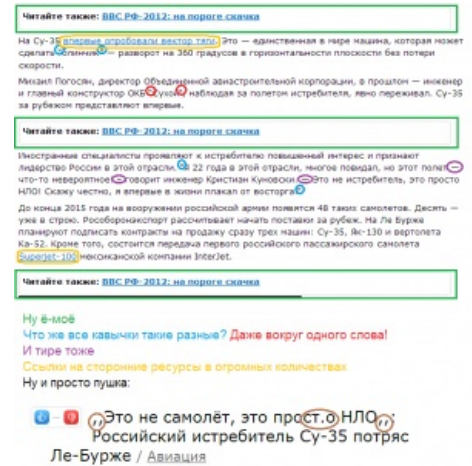 Читайте также: ВВС РФ-2012: на пороге скачка
На Су-35 впервые опробовали вектор тяги. Это — единственная в мире машина, которая может
сделать "блинчик" — разворот на 360 градусов в горизонтальной плоскости без потери
скорости.
Михаил Погосян, директор Объединенной авиастроительной корпорации, в прошлом — инженер
и главный конструктор ОКБ "Сухой", наблюдая за полетом истребителя, явно переживал. Су-35
за рубежом представляют впервые.
Читайте также: ВВС РФ-2012: на пороге скачка
Иностранные специалисты проявляют к истребителю повышенный интерес и признают
лидерство России в этой отрасли. "Я 22 года в этой отрасли, многое повидал, но этот полет —
что-то невероятное, — говорит инженер Кристиан Куновски. — Это не истребитель, это просто
НЛО! Скажу честно, я впервые в жизни плакал от восторга"
До конца 2015 года на вооружении российской армии появятся 48 таких самолетов. Десять —
уже в строю. Рособоронэкспорт рассчитывает начать поставки за рубеж. На Ле Бурже
планируют подписать контракты на продажу сразу трех машин: Су-35, Як-130 и вертолета
Ка-52. Кроме того, состоится передача первого российского пассажирского самолета
Superjet-100 мексиканской компании InterJet.
Читайте также: ВВС РФ-2012: на пороге скачка
Ну ё-моё
Что же все кавычки такие разные? Даже вокруг одного слова!
И тире тоже
Ссылки на сторонние ресурсы в огромных количествах
Ну и просто пушка:
,,Это не самолёт, это прост.о НЛО,,:
Российский истребитель Су-35 потряс
Ле-Бурже / Авиация